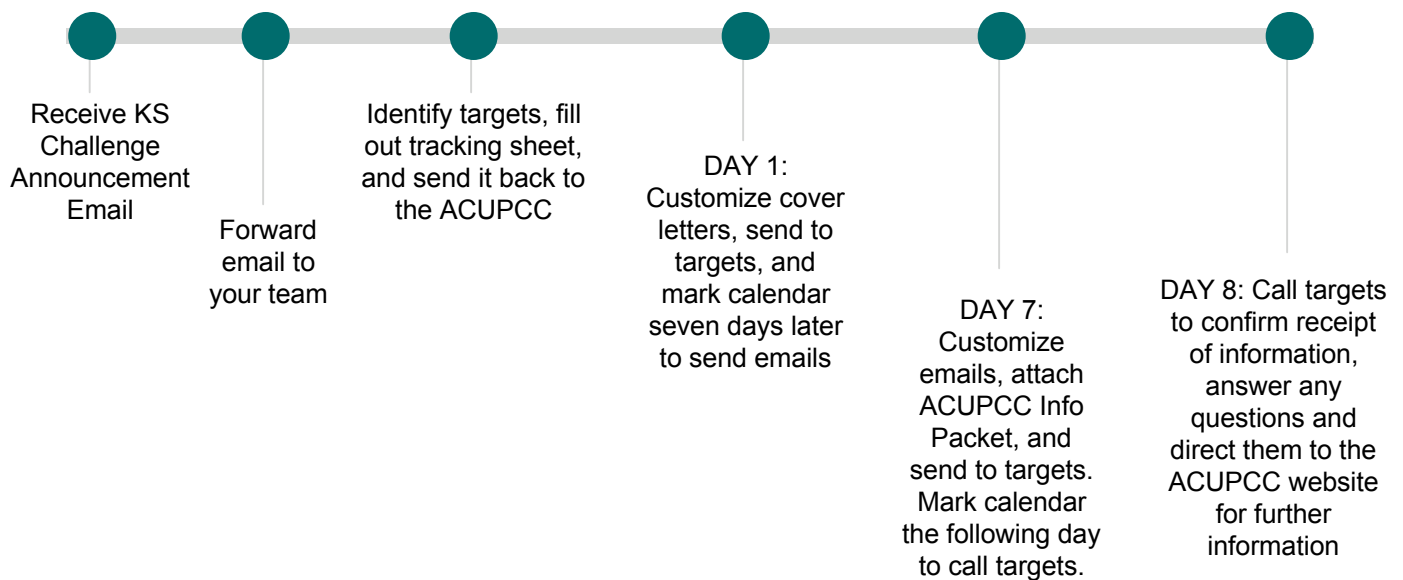 Receive KS
Challenge
Announcement
Email
Forward
email to
your team
Identify targets, fill
out tracking sheet,
and send it back to
the ACUPCC
DAY 1:
Customize cover
letters, send to
targets, and
mark calendar
seven days later
to send emails
DAY 7:
Customize
emails, attach
ACUPCC Info
Packet, and
send to targets.
Mark calendar
the following day
to call targets.
DAY 8: Call targets
to confirm receipt
of information,
answer any
questions and
direct them to the
ACUPCC website
for further
information